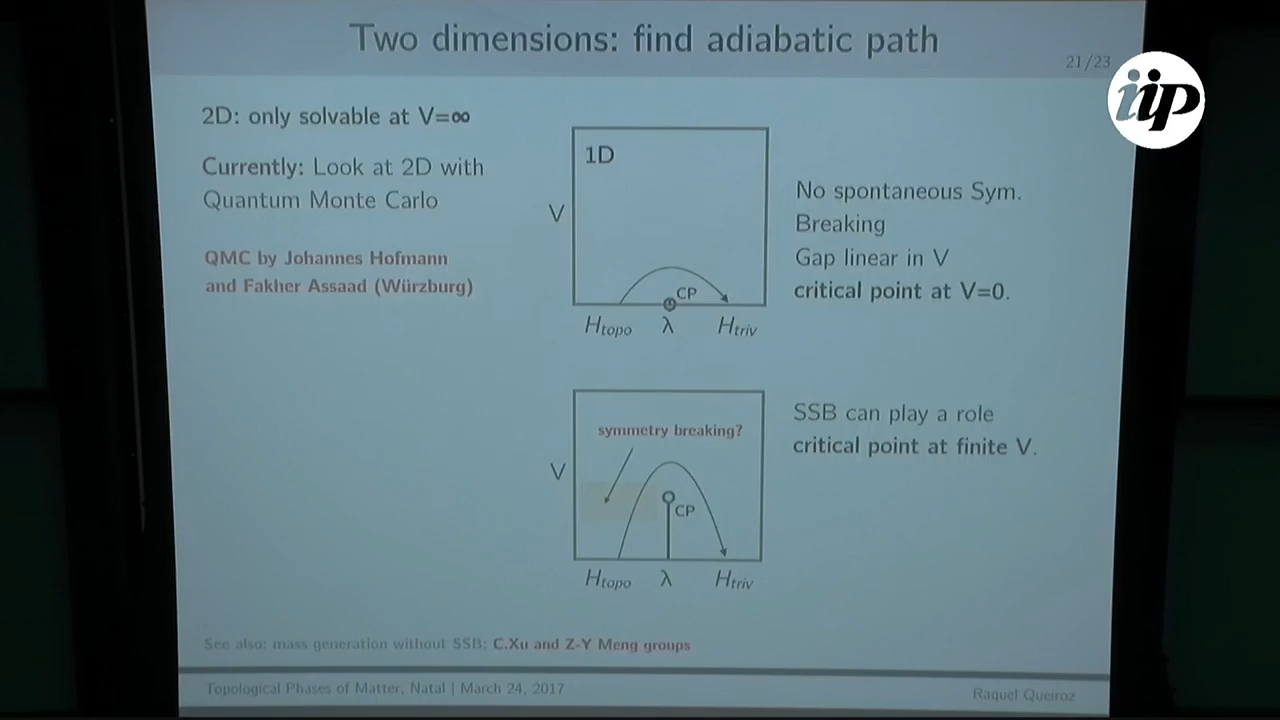 Two dimensions: find adiabatic path
21/23
iip
2D: only solvable at V=∞
Currently: Look at 2D with
Quantum Monte Carlo
QMC by Johannes Hofmann
and Fakher Assaad (Würzburg)
1D
V
CP
H_topo λ H_triv
No spontaneous Sym.
Breaking
Gap linear in V
critical point at V=0.
symmetry breaking?
V
CP
H_topo λ H_triv
SSB can play a role
critical point at finite V.
See also: mass generation without SSB: C.Xu and Z-Y Meng groups
Topological Phases of Matter, Natal | March 24, 2017
Raquel Queiroz